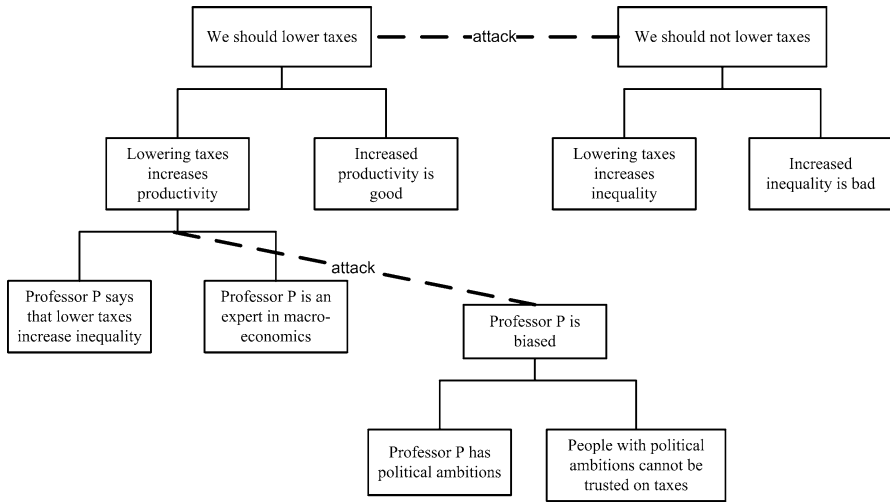 We should lower taxes
attack
We should not lower taxes
Lowering taxes
increases
productivity
Increased
productivity is
good
Lowering taxes
increases
inequality
Increased
inequality is bad
attack
Professor P says
that lower taxes
increase inequality
Professor P is an
expert in macro-
economics
Professor P is
biased
Professor P has
political ambitions
People with political
ambitions cannot be
trusted on taxes